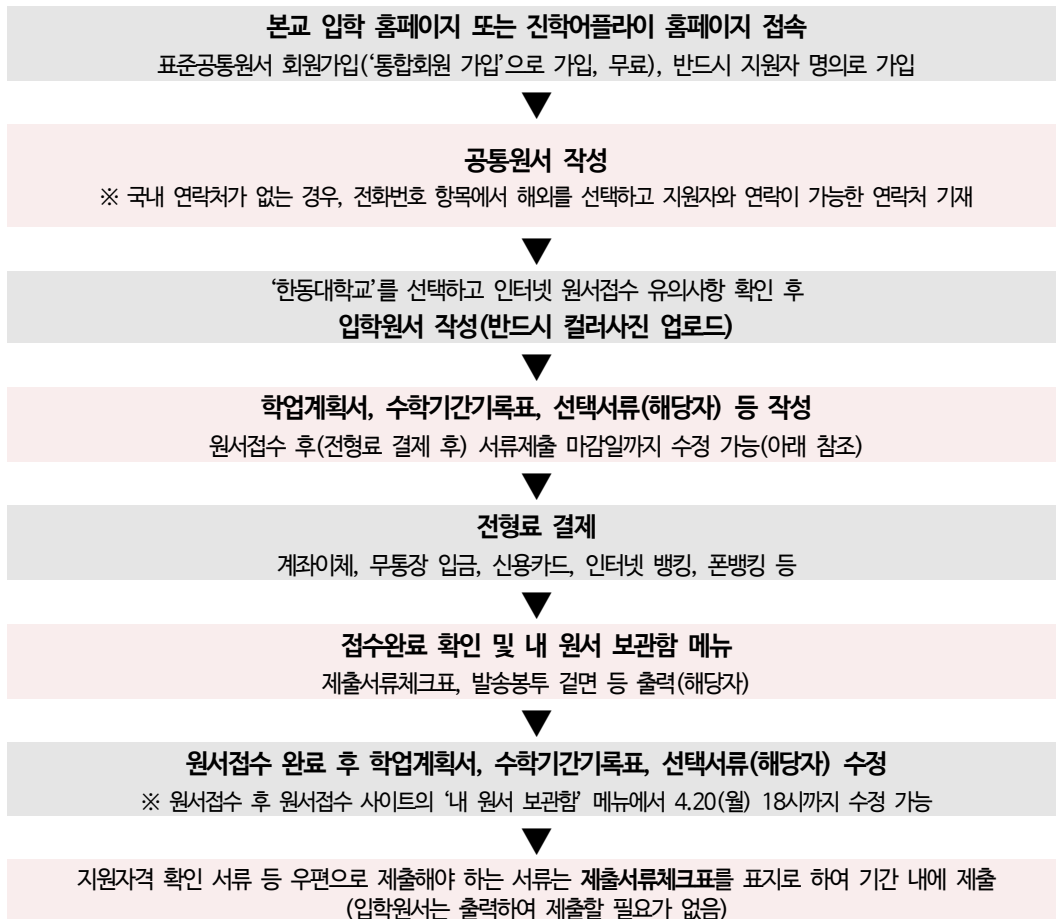 본교 입학 홈페이지 또는 진학어플라이 홈페이지 접속
표준공통원서 회원가입(‘통합회원 가입’으로 가입, 무료), 반드시 지원자 명의로 가입
▼
공통원서 작성
※ 국내 연락처가 없는 경우, 전화번호 항목에서 해외를 선택하고 지원자와 연락이 가능한 연락처 기재
▼
‘한동대학교’를 선택하고 인터넷 원서접수 유의사항 확인 후
입학원서 작성(반드시 컬러사진 업로드)
▼
학업계획서, 수학기간기록표, 선택서류(해당자) 등 작성
원서접수 후(전형료 결제 후) 서류제출 마감일까지 수정 가능(아래 참조)
▼
전형료 결제
계좌이체, 무통장 입금, 신용카드, 인터넷 뱅킹, 폰뱅킹 등
▼
접수완료 확인 및 내 원서 보관함 메뉴
제출서류체크표, 발송봉투 겉면 등 출력(해당자)
▼
원서접수 완료 후 학업계획서, 수학기간기록표, 선택서류(해당자) 수정
※ 원서접수 후 원서접수 사이트의 ‘내 원서 보관함’ 메뉴에서 4.20(월) 18시까지 수정 가능
▼
지원자격 확인 서류 등 우편으로 제출해야 하는 서류는 제출서류체크표를 표지로 하여 기간 내에 제출
(입학원서는 출력하여 제출할 필요가 없음)